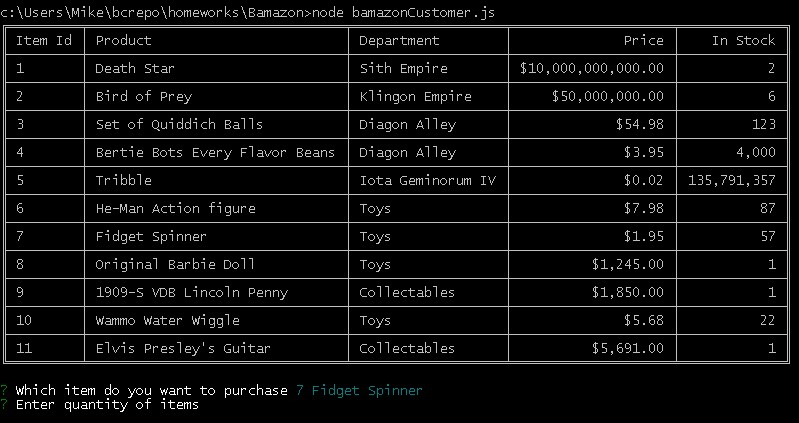 c:\Users\Mike\bcrepo\homeworks\Bamazon>node bamazonCustomer.js
Item Id Product Department Price In Stock
1 Death Star Sith Empire $10,000,000,000.00 2
2 Bird of Prey Klingon Empire $50,000,000.00 6
3 Set of Quiddich Balls Diagon Alley $54.98 123
4 Bertie Bots Every Flavor Beans Diagon Alley $3.95 4,000
5 Tribble Iota Geminorum IV $0.02 135,791,357
6 He-Man Action figure Toys $7.98 87
7 Fidget Spinner Toys $1.95 57
8 Original Barbie Doll Toys $1,245.00 1
9 1909-S VDB Lincoln Penny Collectables $1,850.00 1
10 Wammo Water Wiggle Toys $5.68 22
11 Elvis Presley's Guitar Collectables $5,691.00 1
? Which item do you want to purchase 7 Fidget Spinner
? Enter quantity of items